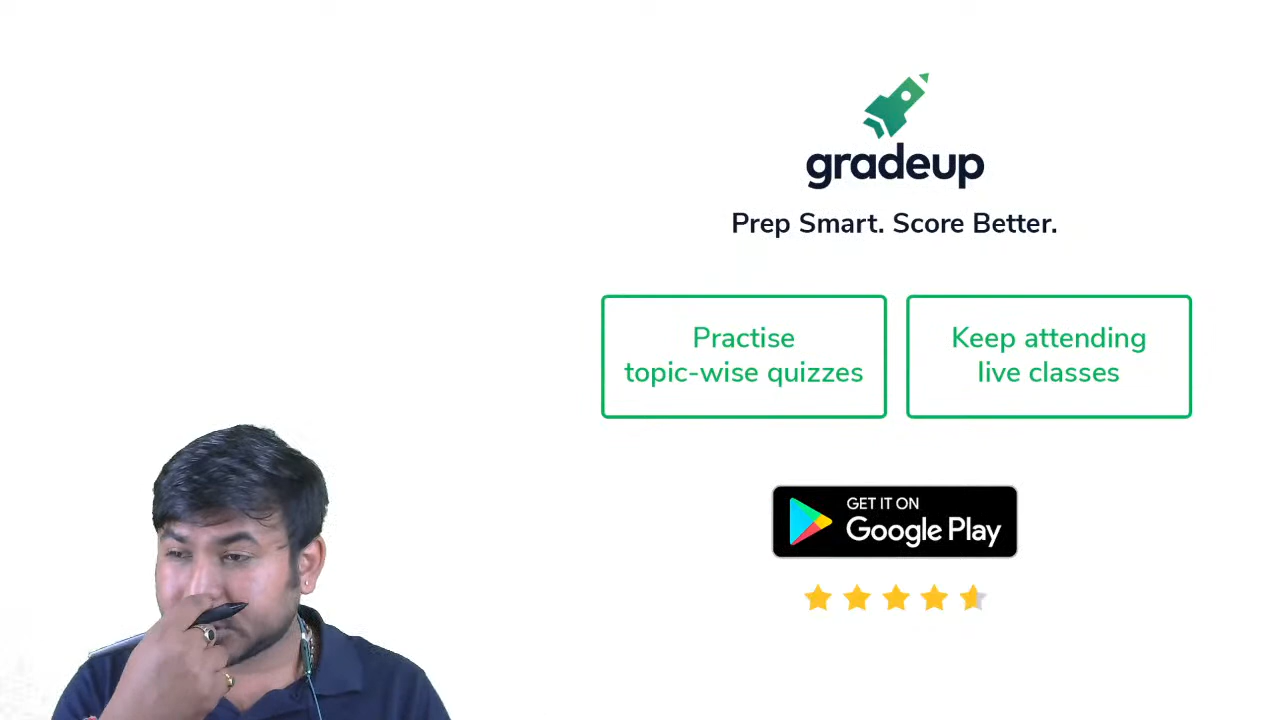 gradeup
Prep Smart. Score Better.
Practise
topic-wise quizzes
Keep attending
live classes
GET IT ON
Google Play